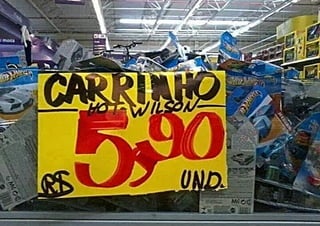 CARRINHO
HOT WILSON
5,90
R$ UND.